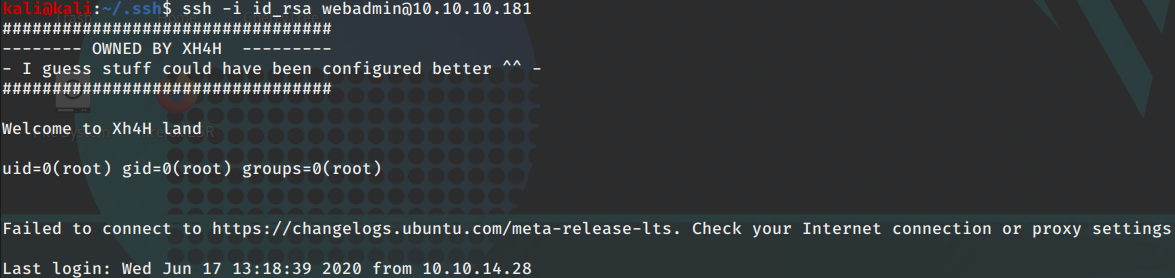 kali@kali:~/.ssh$ ssh -i id_rsa webadmin@10.10.10.181
################################
-------- OWNED BY XH4H  ---------
- I guess stuff could have been configured better ^^ -
################################
Welcome to Xh4H land
uid=0(root) gid=0(root) groups=0(root)
Failed to connect to https://changelogs.ubuntu.com/meta-release-lts. Check your Internet connection or proxy settings
Last login: Wed Jun 17 13:18:39 2020 from 10.10.14.28